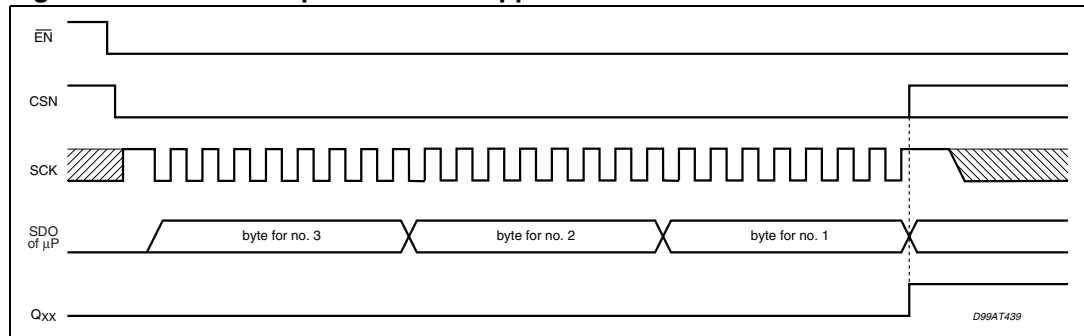 EN
CSN
SCK
SDO
of µP
byte for no. 3
byte for no. 2
byte for no. 1
QXX
D99AT439